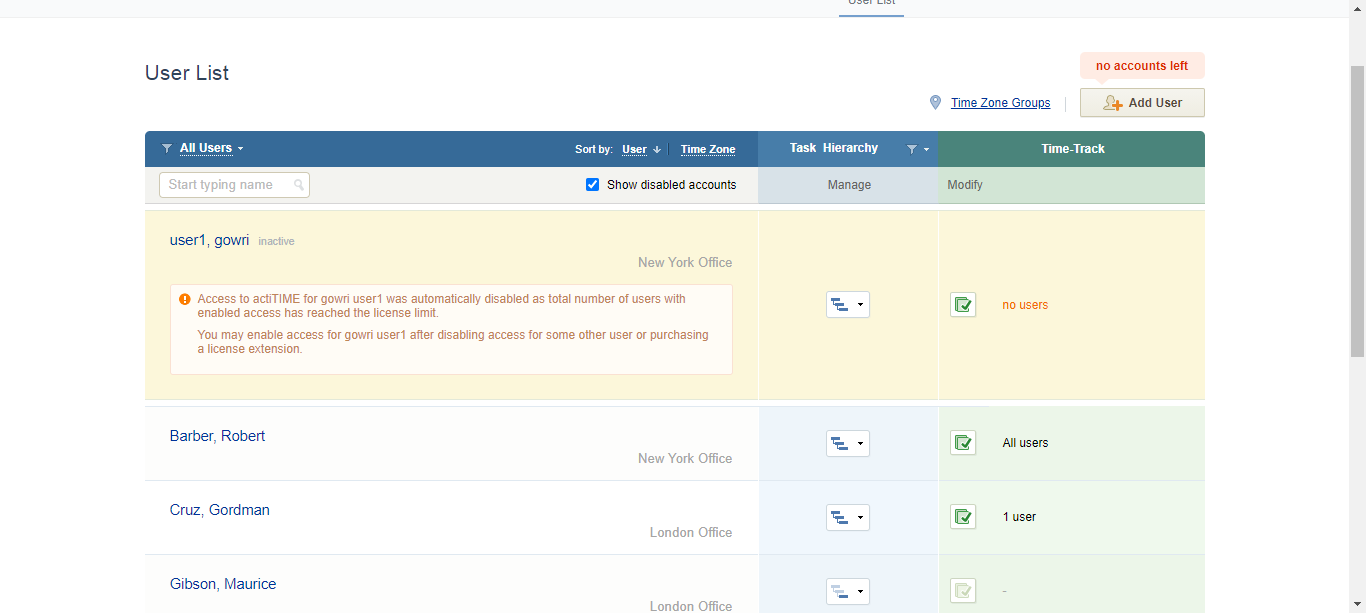 User List
User List
no accounts left
Time Zone Groups
Add User
All Users
Sort by: User Time Zone
Task Hierarchy
Time-Track
Start typing name
Show disabled accounts
Manage
Modify
user1, gowri inactive
New York Office
Access to actiTIME for gowri user1 was automatically disabled as total number of users with
enabled access has reached the license limit.
You may enable access for gowri user1 after disabling access for some other user or purchasing
a license extension.
no users
Barber, Robert
New York Office
All users
Cruz, Gordman
London Office
1 user
Gibson, Maurice
London Office
-